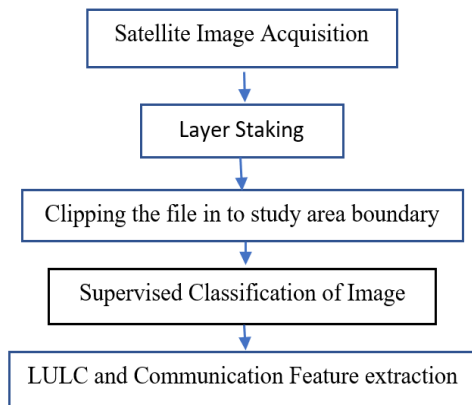 Satellite Image Acquisition
Layer Staking
Clipping the file in to study area boundary
Supervised Classification of Image
LULC and Communication Feature extraction